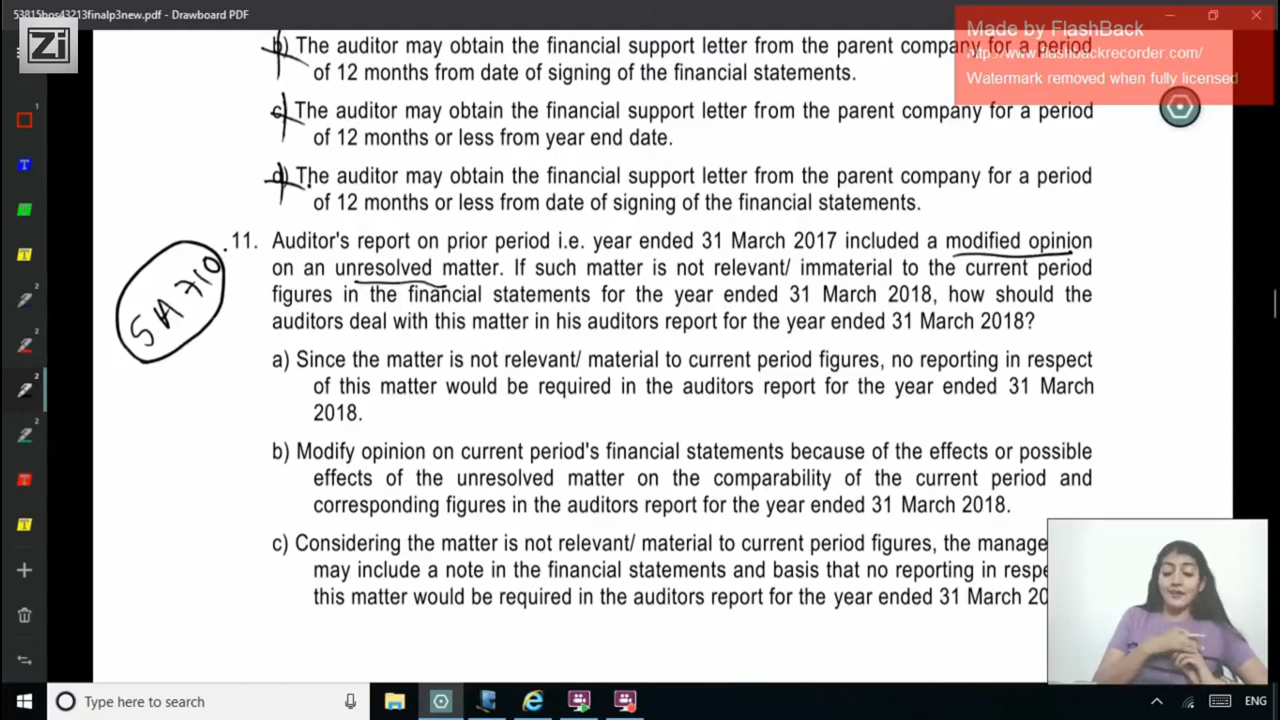 53815bos43213finalp3new.pdf - Drawboard PDF
Zi
Made by FlashBack
http://www.flashbackrecorder.com/
Watermark removed when fully licensed
b) The auditor may obtain the financial support letter from the parent company for a period
of 12 months from date of signing of the financial statements.
c) The auditor may obtain the financial support letter from the parent company for a period
of 12 months or less from year end date.
d) The auditor may obtain the financial support letter from the parent company for a period
of 12 months or less from date of signing of the financial statements.
SA 710
11. Auditor's report on prior period i.e. year ended 31 March 2017 included a modified opinion
on an unresolved matter. If such matter is not relevant/ immaterial to the current period
figures in the financial statements for the year ended 31 March 2018, how should the
auditors deal with this matter in his auditors report for the year ended 31 March 2018?
a) Since the matter is not relevant/ material to current period figures, no reporting in respect
of this matter would be required in the auditors report for the year ended 31 March
2018.
b) Modify opinion on current period's financial statements because of the effects or possible
effects of the unresolved matter on the comparability of the current period and
corresponding figures in the auditors report for the year ended 31 March 2018.
c) Considering the matter is not relevant/ material to current period figures, the manage
may include a note in the financial statements and basis that no reporting in respe
this matter would be required in the auditors report for the year ended 31 March 20
Type here to search
ENG